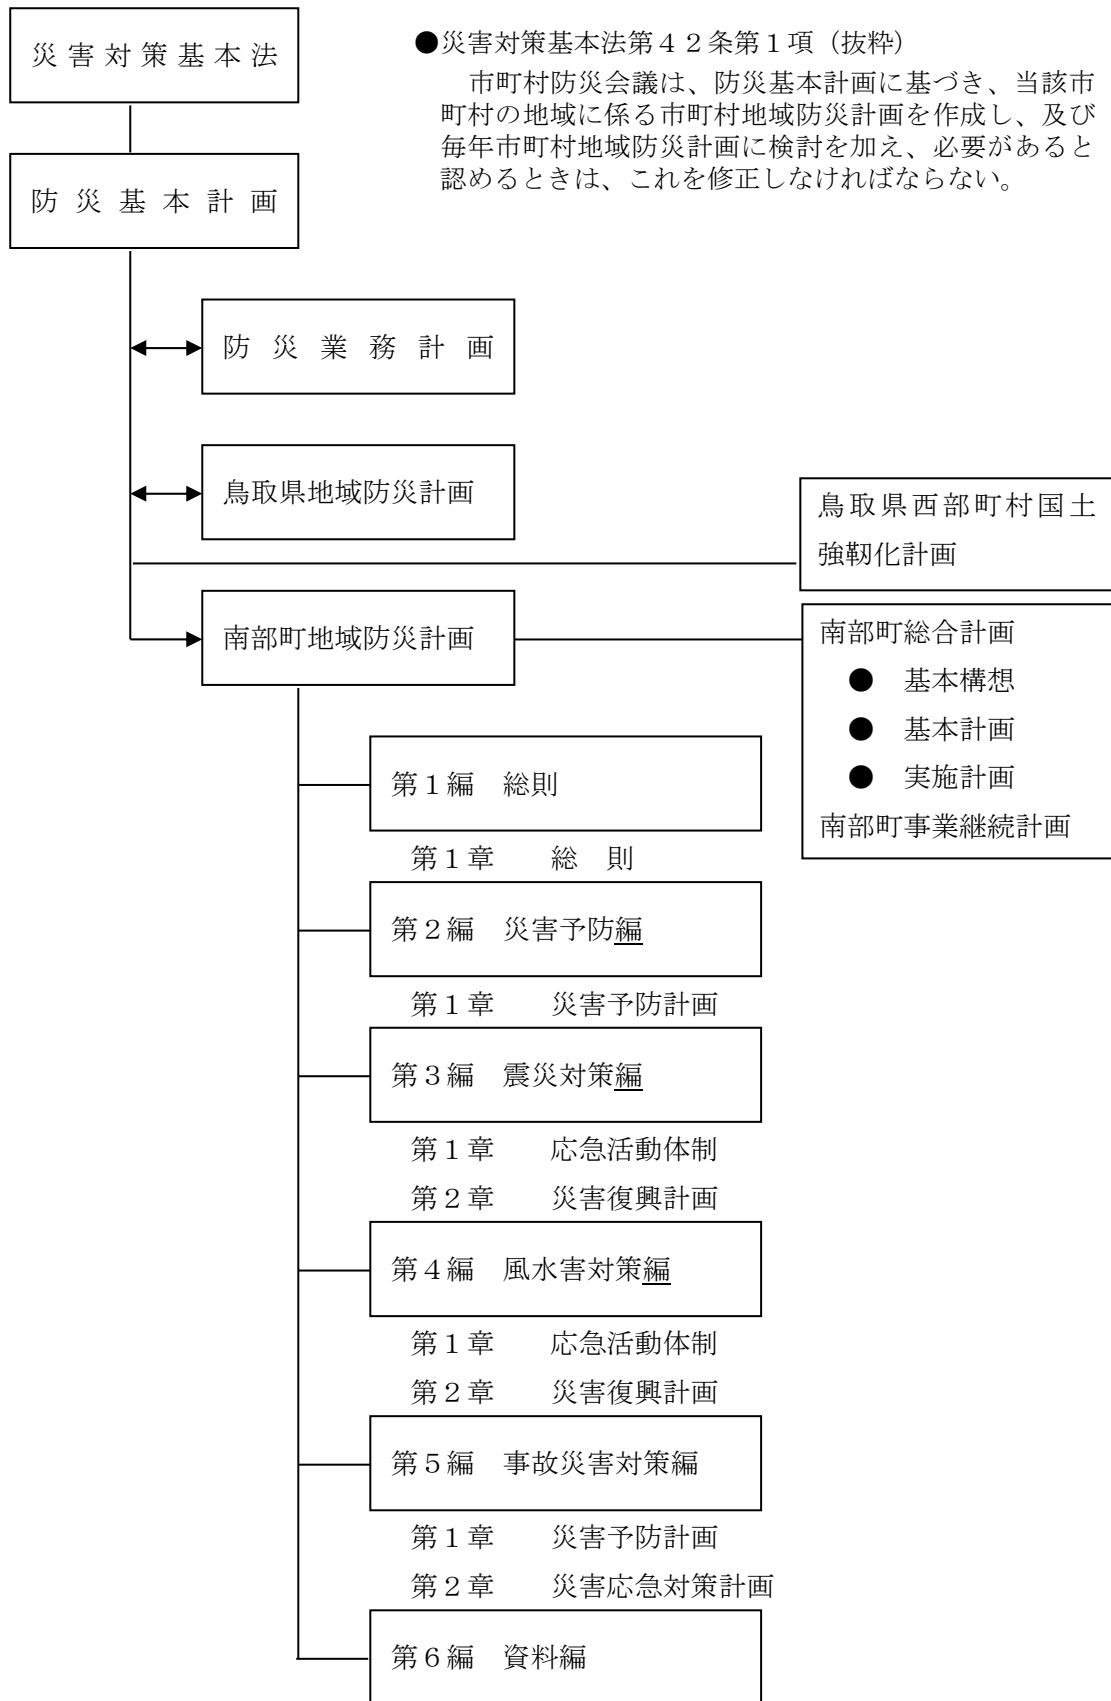 災害対策基本法
●災害対策基本法第４２条第１項（抜粋）
市町村防災会議は、防災基本計画に基づき、当該市
町村の地域に係る市町村地域防災計画を作成し、及び
毎年市町村地域防災計画に検討を加え、必要があると
認めるときは、これを修正しなければならない。
防災基本計画
防災業務計画
鳥取県地域防災計画
鳥取県西部町村国土
強靭化計画
南部町地域防災計画
南部町総合計画
● 基本構想
● 基本計画
● 実施計画
南部町事業継続計画
第１編　総則
第１章　　総　則
第２編　災害予防編
第１章　　災害予防計画
第３編　震災対策編
第１章　　応急活動体制
第２章　　災害復興計画
第４編　風水害対策編
第１章　　応急活動体制
第２章　　災害復興計画
第５編　事故災害対策編
第１章　　災害予防計画
第２章　　災害応急対策計画
第６編　資料編